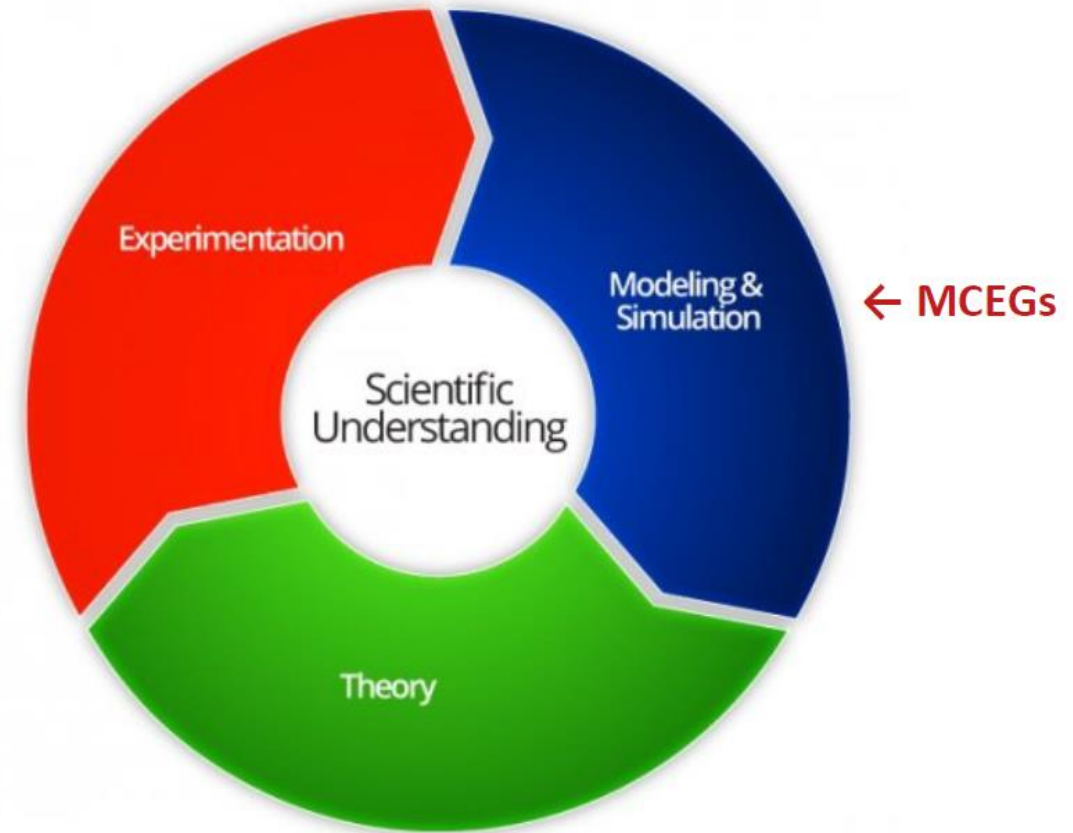 Experimentation
Modeling &
Simulation
← MCEGs
Scientific
Understanding
Theory